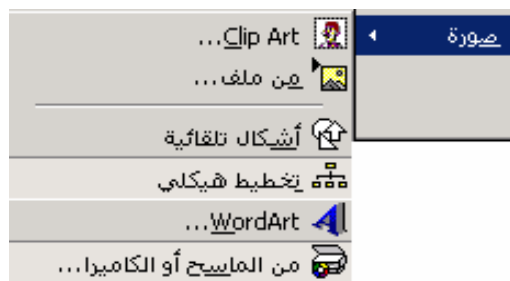 صورة
Clip Art...
من ملف...
أشكال تلقائية
تخطيط هيكلي
WordArt...
من الماسح أو الكاميرا...